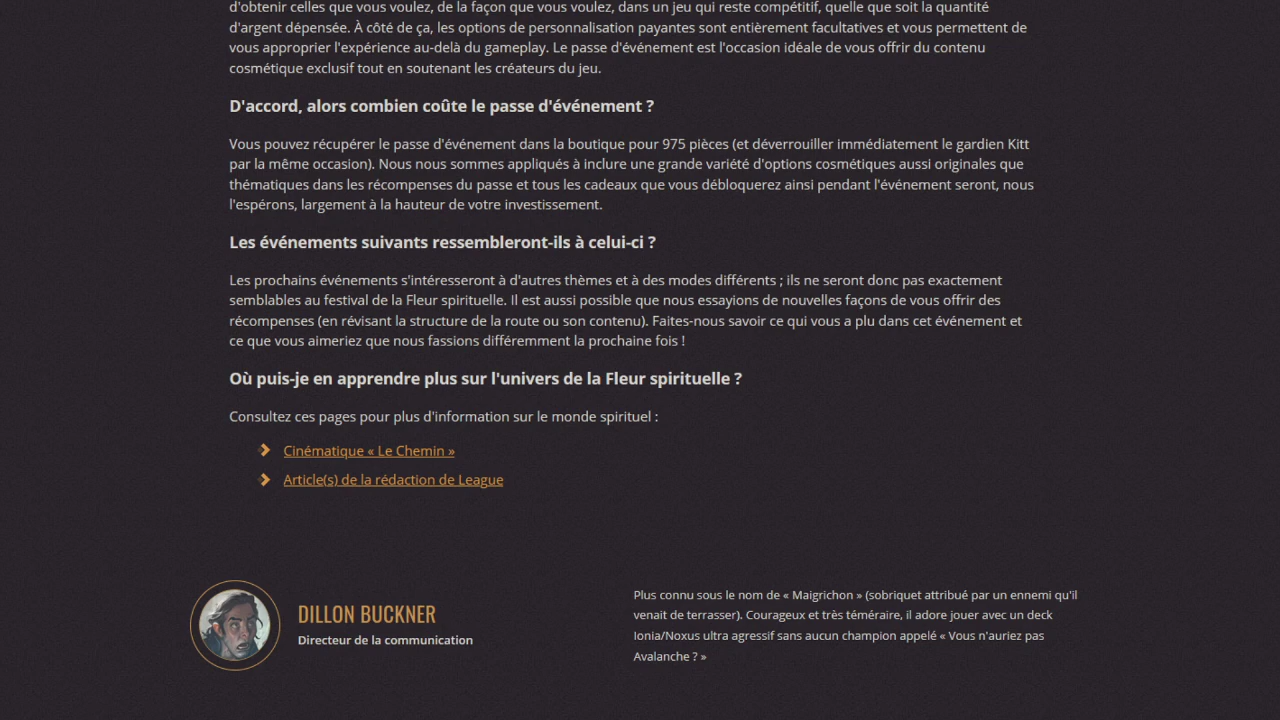 d'obtenir celles que vous voulez, de la façon que vous voulez, dans un jeu qui reste compétitif, quelle que soit la quantité
d'argent dépensée. À côté de ça, les options de personnalisation payantes sont entièrement facultatives et vous permettent de
vous approprier l'expérience au-delà du gameplay. Le passe d'événement est l'occasion idéale de vous offrir du contenu
cosmétique exclusif tout en soutenant les créateurs du jeu.
D'accord, alors combien coûte le passe d'événement ?
Vous pouvez récupérer le passe d'événement dans la boutique pour 975 pièces (et déverrouiller immédiatement le gardien Kitt
par la même occasion). Nous nous sommes appliqués à inclure une grande variété d'options cosmétiques aussi originales que
thématiques dans les récompenses du passe et tous les cadeaux que vous débloquerez ainsi pendant l'événement seront, nous
l'espérons, largement à la hauteur de votre investissement.
Les événements suivants ressembleront-ils à celui-ci ?
Les prochains événements s'intéresseront à d'autres thèmes et à des modes différents ; ils ne seront donc pas exactement
semblables au festival de la Fleur spirituelle. Il est aussi possible que nous essayions de nouvelles façons de vous offrir des
récompenses (en révisant la structure de la route ou son contenu). Faites-nous savoir ce qui vous a plu dans cet événement et
ce que vous aimeriez que nous fassions différemment la prochaine fois !
Où puis-je en apprendre plus sur l'univers de la Fleur spirituelle ?
Consultez ces pages pour plus d'information sur le monde spirituel :
Cinématique « Le Chemin »
Article(s) de la rédaction de League
DILLON BUCKNER
Directeur de la communication
Plus connu sous le nom de « Maigrichon » (sobriquet attribué par un ennemi qu'il
venait de terrasser). Courageux et très téméraire, il adore jouer avec un deck
Ionia/Noxus ultra agressif sans aucun champion appelé « Vous n'auriez pas
Avalanche ? »